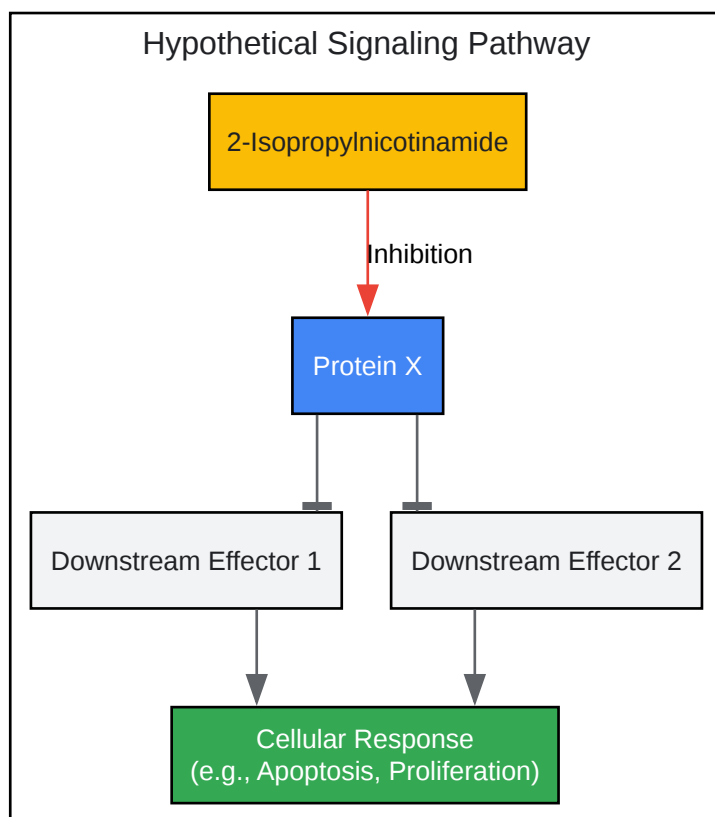 Hypothetical Signaling Pathway
2-Isopropylnicotinamide
Inhibition
Protein X
Downstream Effector 1
Downstream Effector 2
Cellular Response
(e.g., Apoptosis, Proliferation)